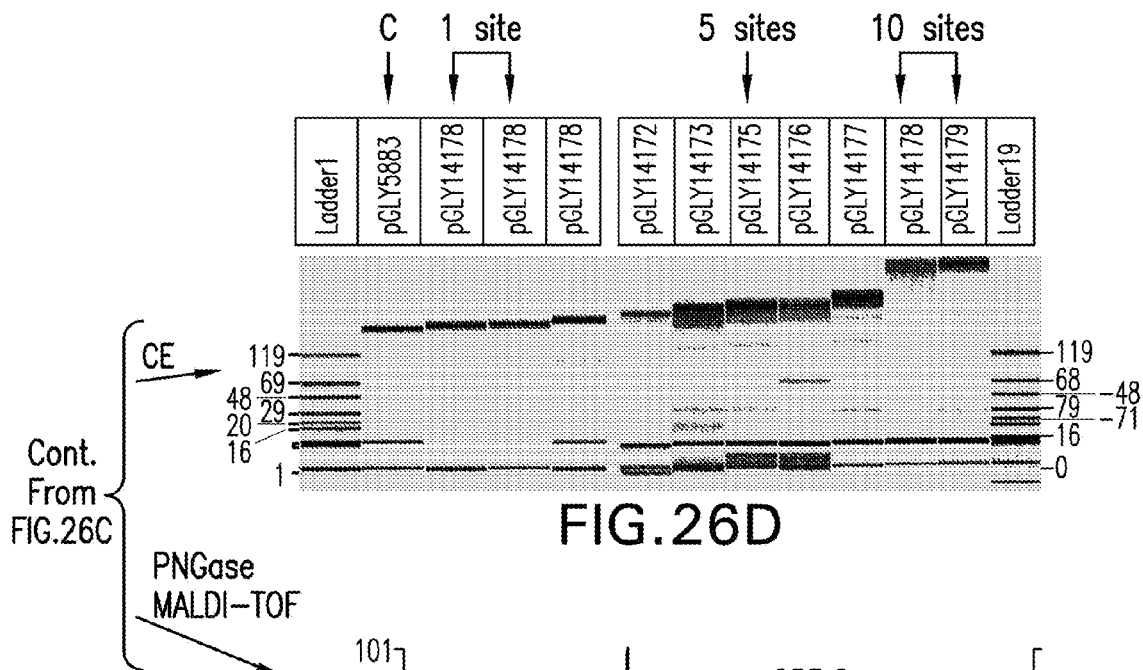 C 1 site 5 sites 10 sites
Ladder1 pGLY5883 pGLY14178 pGLY14178 pGLY14178 pGLY14172 pGLY14173 pGLY14175 pGLY14176 pGLY14177 pGLY14178 pGLY14179 Ladder19
CE
119 119
69 68
48 -48
29 79
20 -71
16 16
1 0
Cont.
From
FIG.26C
FIG.26D
PNGase
MALDI-TOF
101